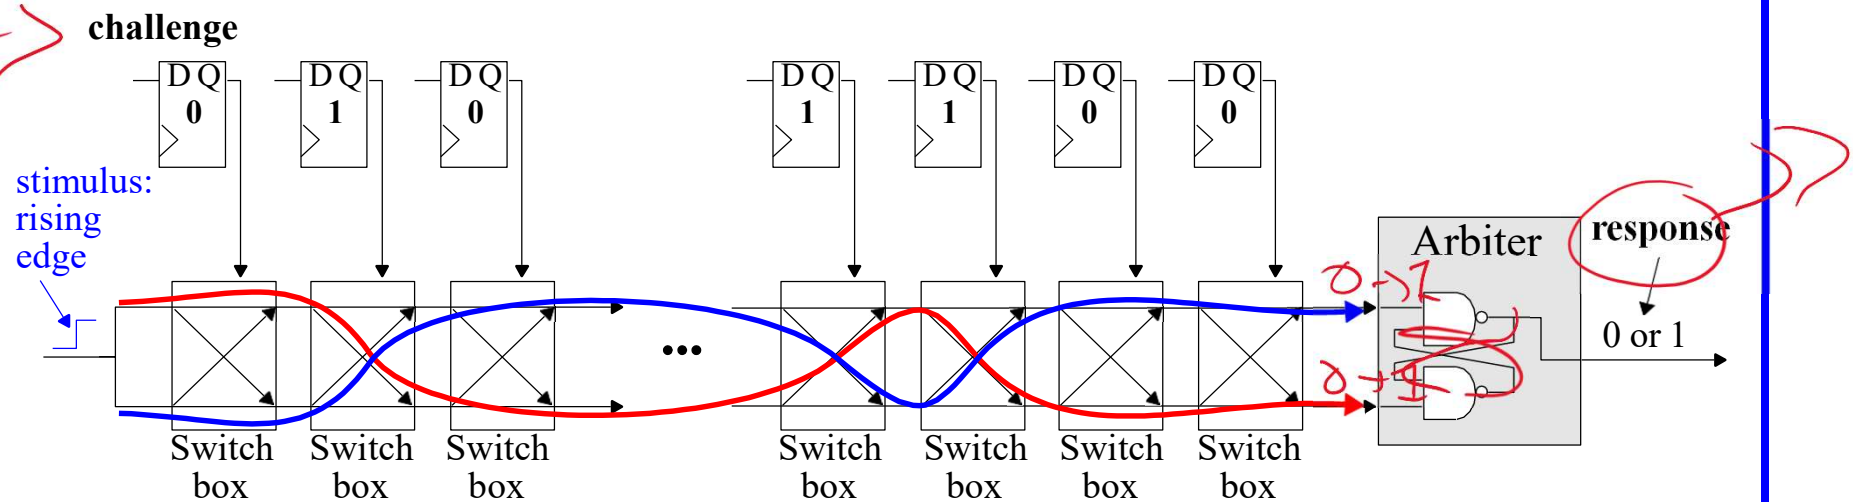 challenge
D Q D Q D Q D Q D Q D Q D Q
0 1 0 1 1 0 0
stimulus:
rising
edge
Arbiter
response
0 → 1
0 or 1
0 → 1
...
Switch Switch Switch Switch Switch Switch Switch
box box box box box box box